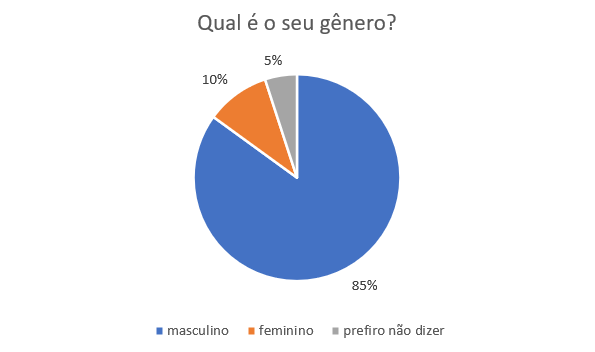 Qual é o seu gênero?
5%
10%
85%
masculino feminino prefiro não dizer